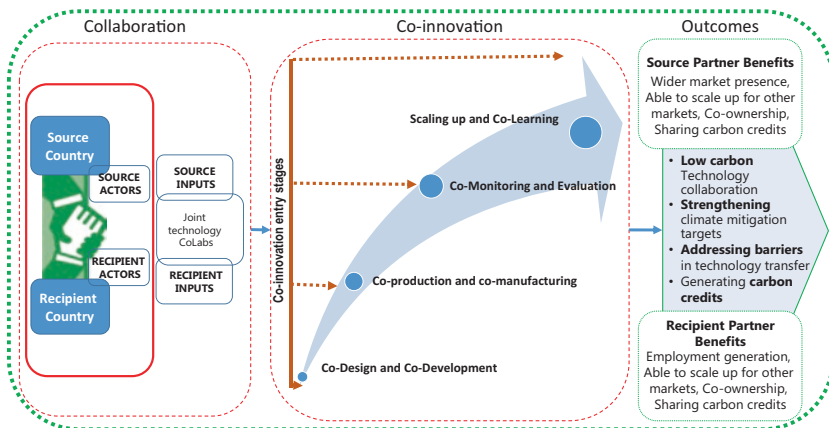 Collaboration
Source
Country
SOURCE
ACTORS
RECIPIENT
ACTORS
Recipient
Country
SOURCE
INPUTS
Joint
technology
CoLabs
RECIPIENT
INPUTS
Co-innovation
Co-innovation entry stages
Scaling up and Co-Learning
Co-Monitoring and Evaluation
Co-production and co-manufacturing
Co-Design and Co-Development
Outcomes
Source Partner Benefits
Wider market presence,
Able to scale up for other
markets, Co-ownership,
Sharing carbon credits
• Low carbon
Technology
collaboration
• Strengthening
climate mitigation
targets
• Addressing barriers
in technology transfer
• Generating carbon
credits
Recipient Partner
Benefits
Employment generation,
Able to scale up for other
markets, Co-ownership,
Sharing carbon credits